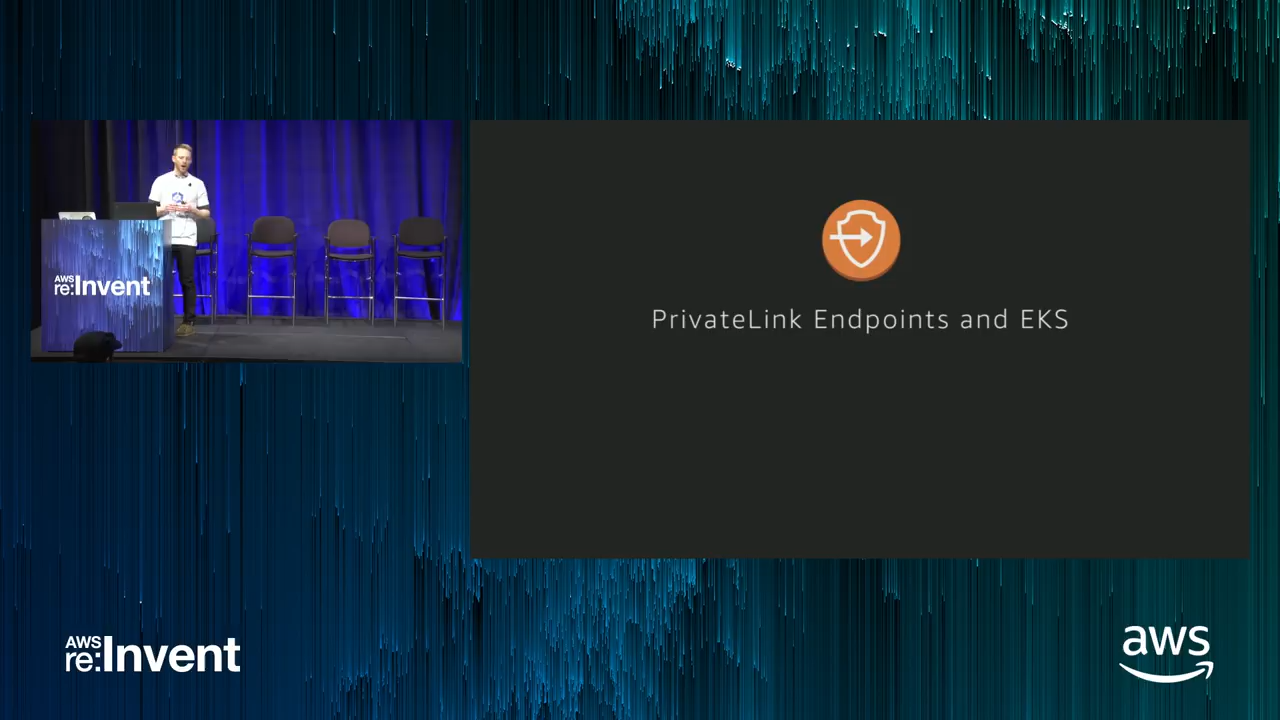 AWS
re:Invent
PrivateLink Endpoints and EKS
AWS
re:Invent
aws